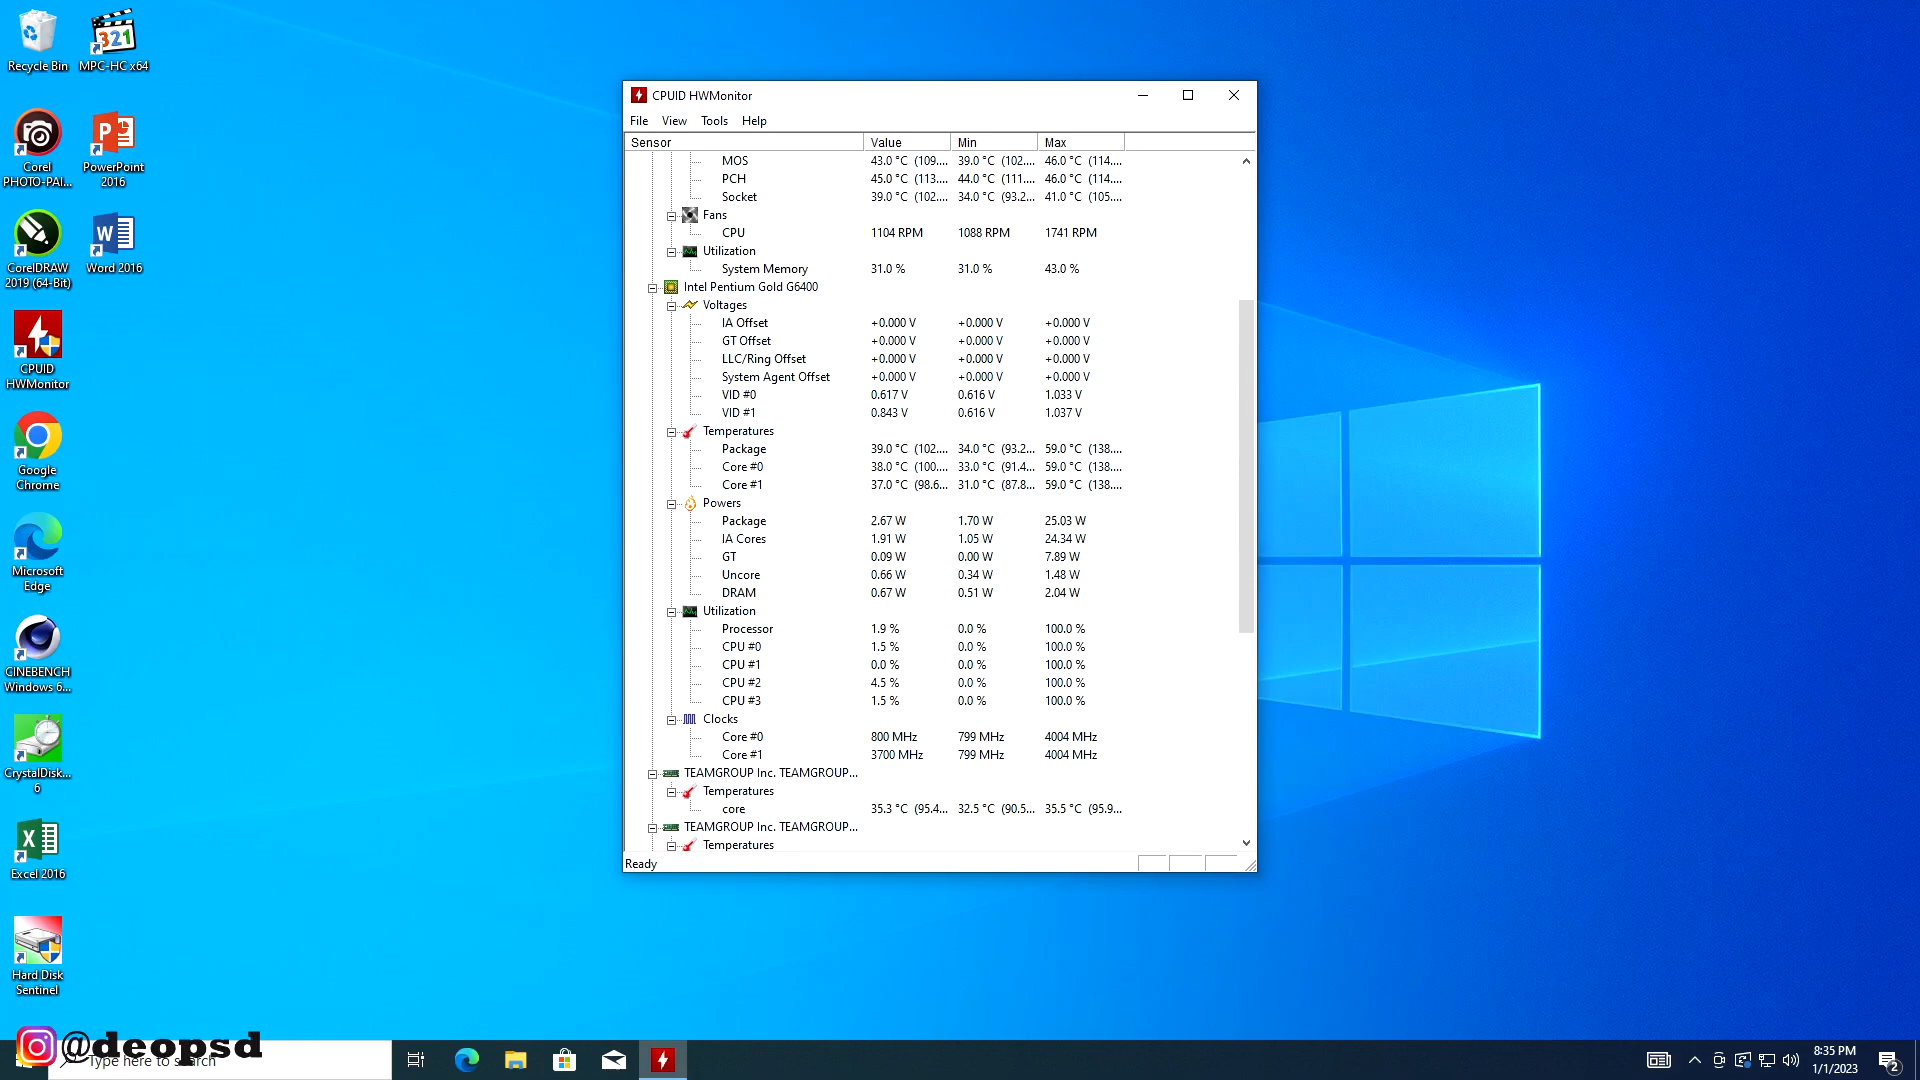 Recycle Bin
MPC-HC x64
Corel
PHOTO-PAI...
PowerPoint
2016
CorelDRAW
2019 (64-Bit)
Word 2016
CPUID
HWMonitor
Google
Chrome
Microsoft
Edge
CINEBENCH
Windows 6...
CrystalDisk...
6
Excel 2016
Hard Disk
Sentinel
CPUID HWMonitor
File View Tools Help
Sensor Value Min Max
MOS 43.0 °C (109.... 39.0 °C (102.... 46.0 °C (114....
PCH 45.0 °C (113.... 44.0 °C (111.... 46.0 °C (114....
Socket 39.0 °C (102.... 34.0 °C (93.2... 41.0 °C (105....
Fans
CPU 1104 RPM 1088 RPM 1741 RPM
Utilization
System Memory 31.0 % 31.0 % 43.0 %
Intel Pentium Gold G6400
Voltages
IA Offset +0.000 V +0.000 V +0.000 V
GT Offset +0.000 V +0.000 V +0.000 V
LLC/Ring Offset +0.000 V +0.000 V +0.000 V
System Agent Offset +0.000 V +0.000 V +0.000 V
VID #0 0.617 V 0.616 V 1.033 V
VID #1 0.843 V 0.616 V 1.037 V
Temperatures
Package 39.0 °C (102.... 34.0 °C (93.2... 59.0 °C (138....
Core #0 38.0 °C (100.... 33.0 °C (91.4... 59.0 °C (138....
Core #1 37.0 °C (98.6... 31.0 °C (87.8... 59.0 °C (138....
Powers
Package 2.67 W 1.70 W 25.03 W
IA Cores 1.91 W 1.05 W 24.34 W
GT 0.09 W 0.00 W 7.89 W
Uncore 0.66 W 0.34 W 1.48 W
DRAM 0.67 W 0.51 W 2.04 W
Utilization
Processor 1.9 % 0.0 % 100.0 %
CPU #0 1.5 % 0.0 % 100.0 %
CPU #1 0.0 % 0.0 % 100.0 %
CPU #2 4.5 % 0.0 % 100.0 %
CPU #3 1.5 % 0.0 % 100.0 %
Clocks
Core #0 800 MHz 799 MHz 4004 MHz
Core #1 3700 MHz 799 MHz 4004 MHz
TEAMGROUP Inc. TEAMGROUP...
Temperatures
core 35.3 °C (95.4... 32.5 °C (90.5... 35.5 °C (95.9...
TEAMGROUP Inc. TEAMGROUP...
Temperatures
Ready
@deopsd
Type here to search
8:35 PM
1/1/2023
2